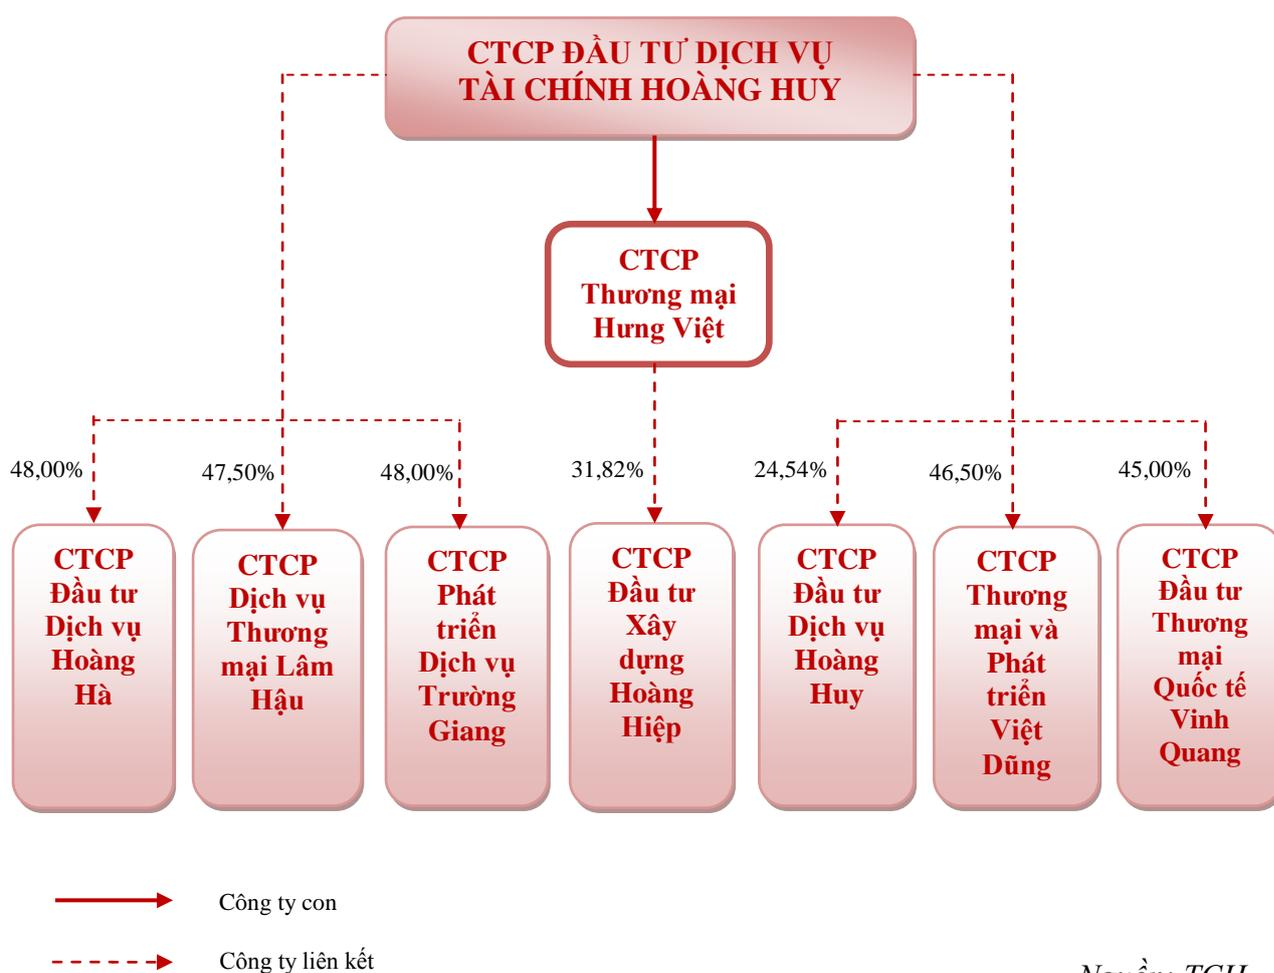 CTCP ĐẦU TƯ DỊCH VỤ
TÀI CHÍNH HOÀNG HUY
CTCP
Thương mại
Hưng Việt
48,00%
47,50%
48,00%
31,82%
24,54%
46,50%
45,00%
CTCP
Đầu tư
Dịch vụ
Hoàng
Hà
CTCP
Dịch vụ
Thương
mại Lâm
Hậu
CTCP
Phát
triển
Dịch vụ
Trường
Giang
CTCP
Đầu tư
Xây
dựng
Hoàng
Hiệp
CTCP
Đầu tư
Dịch vụ
Hoàng
Huy
CTCP
Thương
mại và
Phát
triển
Việt
Dũng
CTCP
Đầu tư
Thương
mại
Quốc tế
Vinh
Quang
Công ty con
Công ty liên kết